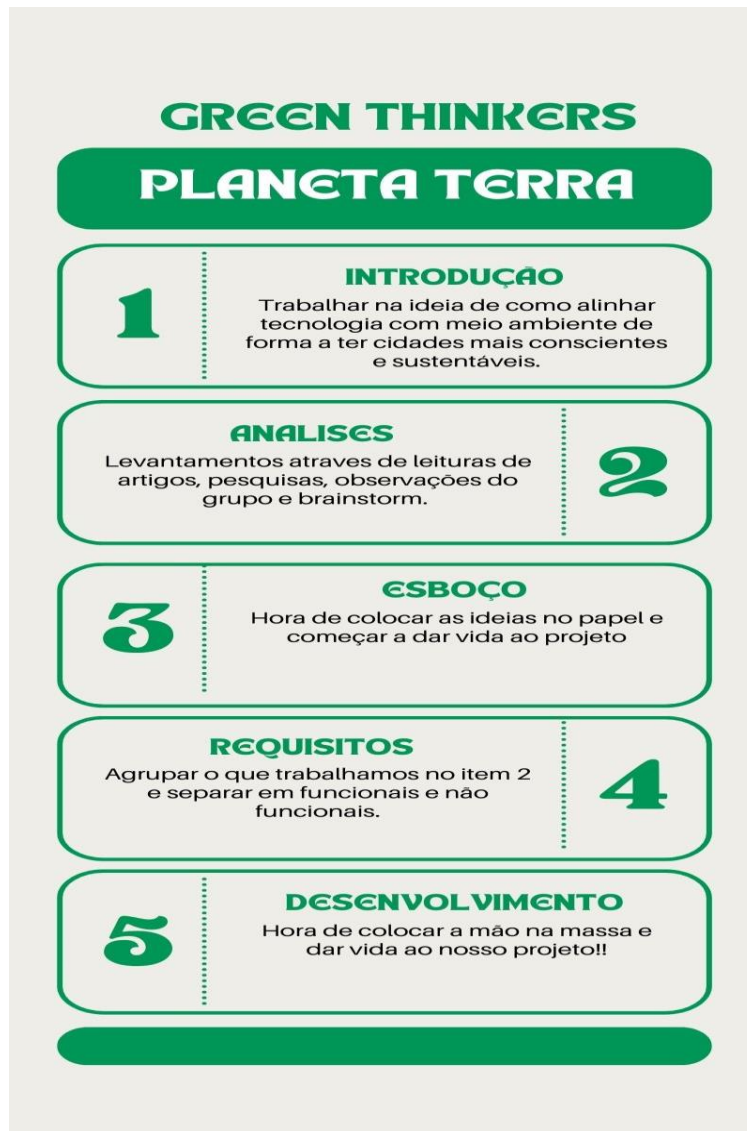 GREEN THINKERS
PLANETA TERRA
1
INTRODUÇÃO
Trabalhar na ideia de como alinhar
tecnologia com meio ambiente de
forma a ter cidades mais conscientes
e sustentáveis.
ANALISES
Levantamentos atraves de leituras de
artigos, pesquisas, observações do
grupo e brainstorm.
2
3
ESBOÇO
Hora de colocar as ideias no papel e
começar a dar vida ao projeto
REQUISITOS
Agrupar o que trabalhamos no item 2
e separar em funcionais e não
funcionais.
4
5
DESENVOLVIMENTO
Hora de colocar a mão na massa e
dar vida ao nosso projeto!!